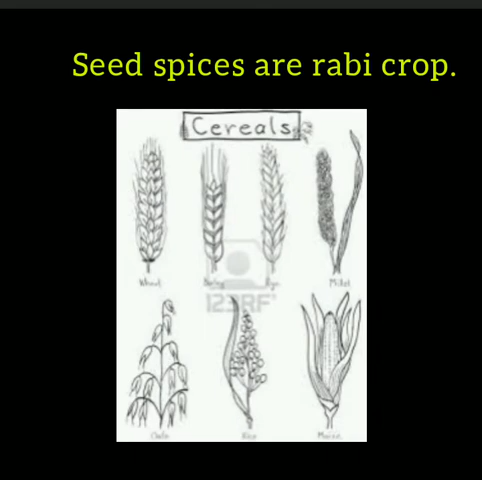 Seed spices are rabi crop.
Cereals
Wheat
Barley
Rye
Millet
123RF
Oats
Rice
Maize